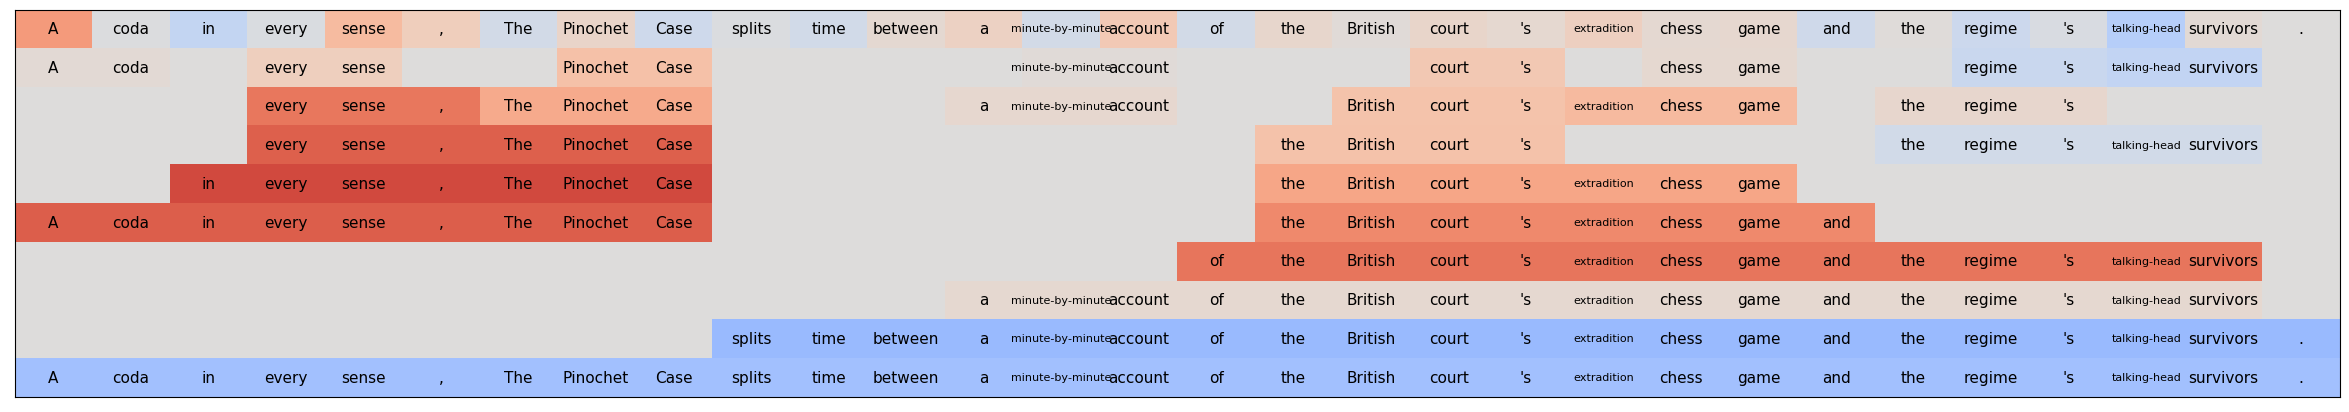 A coda in every sense , The Pinochet Case splits time between a minute-by-minute account of the British court 's extradition chess game and the regime 's talking-head survivors .
A coda every sense Pinochet Case minute-by-minute account court 's chess game regime 's talking-head survivors
every sense , The Pinochet Case a minute-by-minute account British court 's extradition chess game the regime 's
every sense , The Pinochet Case the British court 's the regime 's talking-head survivors
in every sense , The Pinochet Case the British court 's extradition chess game
A coda in every sense , The Pinochet Case the British court 's extradition chess game and
of the British court 's extradition chess game and the regime 's talking-head survivors
a minute-by-minute account of the British court 's extradition chess game and the regime 's talking-head survivors
splits time between a minute-by-minute account of the British court 's extradition chess game and the regime 's talking-head survivors .
A coda in every sense , The Pinochet Case splits time between a minute-by-minute account of the British court 's extradition chess game and the regime 's talking-head survivors .